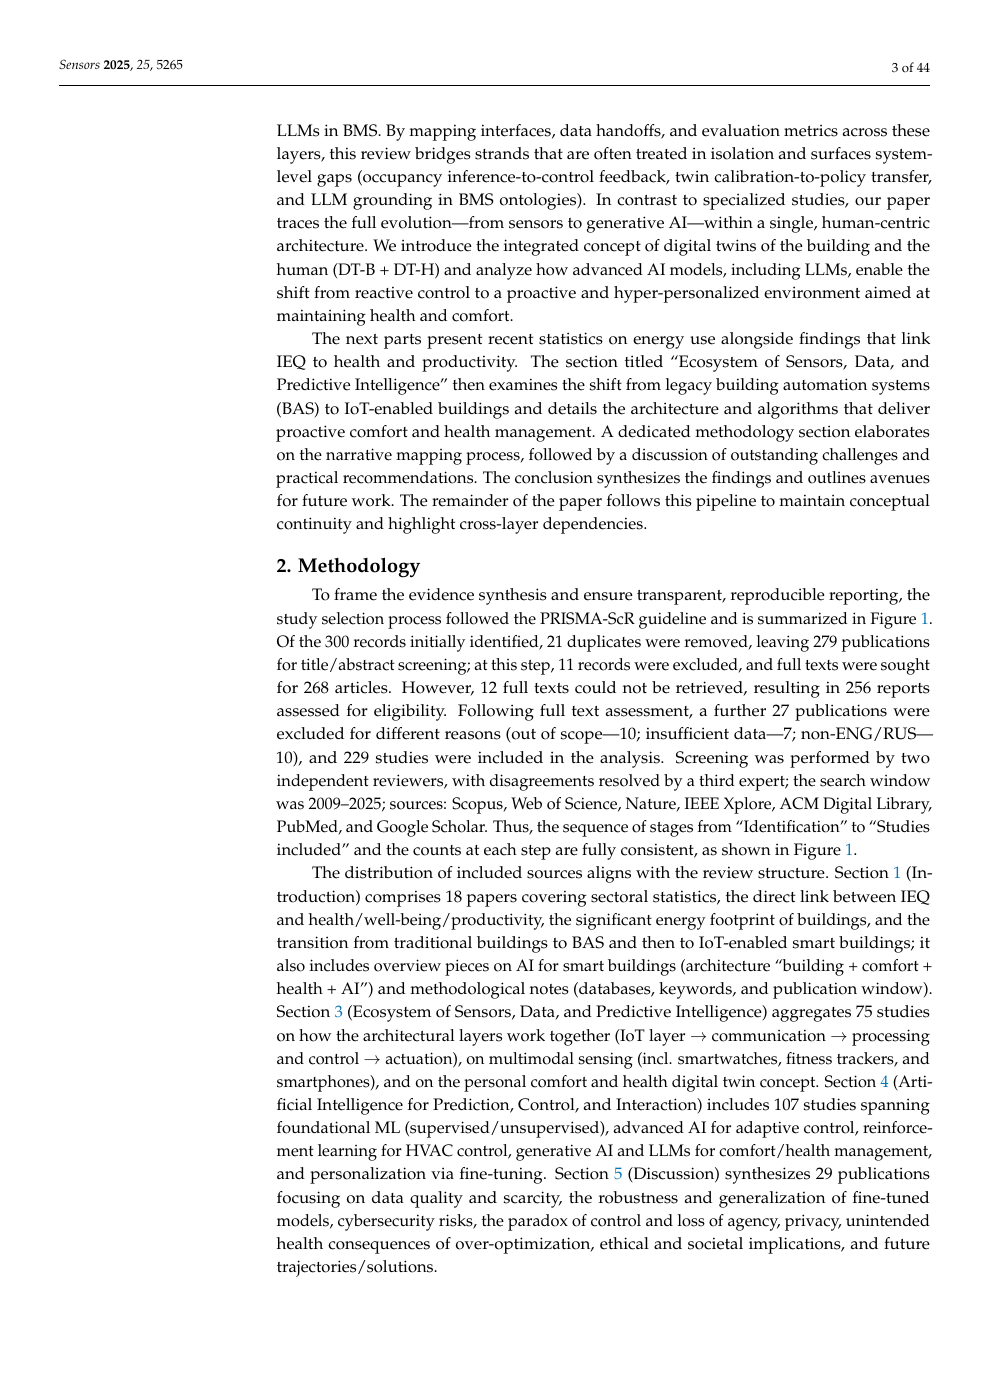 Sensors 2025, 25, 5265
3 of 44
LLMs in BMS. By mapping interfaces, data handoffs, and evaluation metrics across these
layers, this review bridges strands that are often treated in isolation and surfaces system-
level gaps (occupancy inference-to-control feedback, twin calibration-to-policy transfer,
and LLM grounding in BMS ontologies). In contrast to specialized studies, our paper
traces the full evolution—from sensors to generative AI—within a single, human-centric
architecture. We introduce the integrated concept of digital twins of the building and the
human (DT-B + DT-H) and analyze how advanced AI models, including LLMs, enable the
shift from reactive control to a proactive and hyper-personalized environment aimed at
maintaining health and comfort.
The next parts present recent statistics on energy use alongside findings that link
IEQ to health and productivity. The section titled “Ecosystem of Sensors, Data, and
Predictive Intelligence” then examines the shift from legacy building automation systems
(BAS) to IoT-enabled buildings and details the architecture and algorithms that deliver
proactive comfort and health management. A dedicated methodology section elaborates
on the narrative mapping process, followed by a discussion of outstanding challenges and
practical recommendations. The conclusion synthesizes the findings and outlines avenues
for future work. The remainder of the paper follows this pipeline to maintain conceptual
continuity and highlight cross-layer dependencies.
2. Methodology
To frame the evidence synthesis and ensure transparent, reproducible reporting, the
study selection process followed the PRISMA-ScR guideline and is summarized in Figure 1.
Of the 300 records initially identified, 21 duplicates were removed, leaving 279 publications
for title/abstract screening; at this step, 11 records were excluded, and full texts were sought
for 268 articles. However, 12 full texts could not be retrieved, resulting in 256 reports
assessed for eligibility. Following full text assessment, a further 27 publications were
excluded for different reasons (out of scope—10; insufficient data—7; non-ENG/RUS—
10), and 229 studies were included in the analysis. Screening was performed by two
independent reviewers, with disagreements resolved by a third expert; the search window
was 2009–2025; sources: Scopus, Web of Science, Nature, IEEE Xplore, ACM Digital Library,
PubMed, and Google Scholar. Thus, the sequence of stages from “Identification” to “Studies
included” and the counts at each step are fully consistent, as shown in Figure 1.
The distribution of included sources aligns with the review structure. Section 1 (In-
troduction) comprises 18 papers covering sectoral statistics, the direct link between IEQ
and health/well-being/productivity, the significant energy footprint of buildings, and the
transition from traditional buildings to BAS and then to IoT-enabled smart buildings; it
also includes overview pieces on AI for smart buildings (architecture “building + comfort +
health + AI”) and methodological notes (databases, keywords, and publication window).
Section 3 (Ecosystem of Sensors, Data, and Predictive Intelligence) aggregates 75 studies
on how the architectural layers work together (IoT layer → communication → processing
and control → actuation), on multimodal sensing (incl. smartwatches, fitness trackers, and
smartphones), and on the personal comfort and health digital twin concept. Section 4 (Arti-
ficial Intelligence for Prediction, Control, and Interaction) includes 107 studies spanning
foundational ML (supervised/unsupervised), advanced AI for adaptive control, reinforce-
ment learning for HVAC control, generative AI and LLMs for comfort/health management,
and personalization via fine-tuning. Section 5 (Discussion) synthesizes 29 publications
focusing on data quality and scarcity, the robustness and generalization of fine-tuned
models, cybersecurity risks, the paradox of control and loss of agency, privacy, unintended
health consequences of over-optimization, ethical and societal implications, and future
trajectories/solutions.